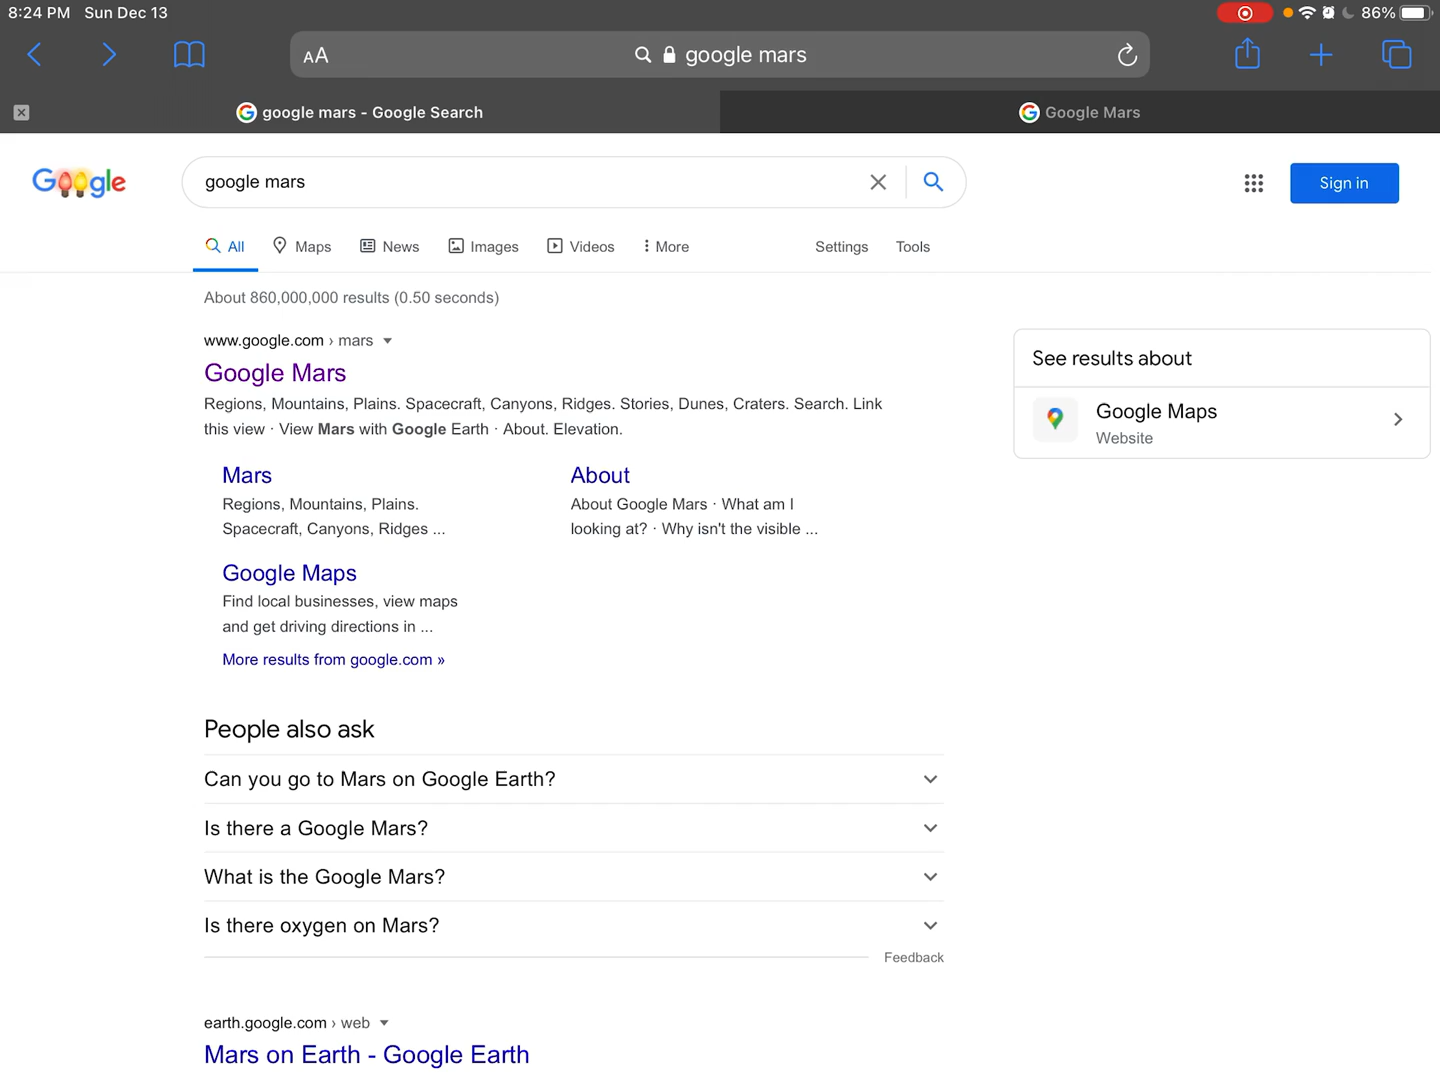 8:24 PM Sun Dec 13
86%
AA
google mars
google mars - Google Search
Google Mars
Google
google mars
Sign in
All
Maps
News
Images
Videos
More
Settings
Tools
About 860,000,000 results (0.50 seconds)
www.google.com › mars
Google Mars
Regions, Mountains, Plains. Spacecraft, Canyons, Ridges. Stories, Dunes, Craters. Search. Link
this view · View Mars with Google Earth · About. Elevation.
Mars
Regions, Mountains, Plains.
Spacecraft, Canyons, Ridges ...
About
About Google Mars · What am I
looking at? · Why isn't the visible ...
Google Maps
Find local businesses, view maps
and get driving directions in ...
More results from google.com »
See results about
Google Maps
Website
People also ask
Can you go to Mars on Google Earth?
Is there a Google Mars?
What is the Google Mars?
Is there oxygen on Mars?
Feedback
earth.google.com › web
Mars on Earth - Google Earth